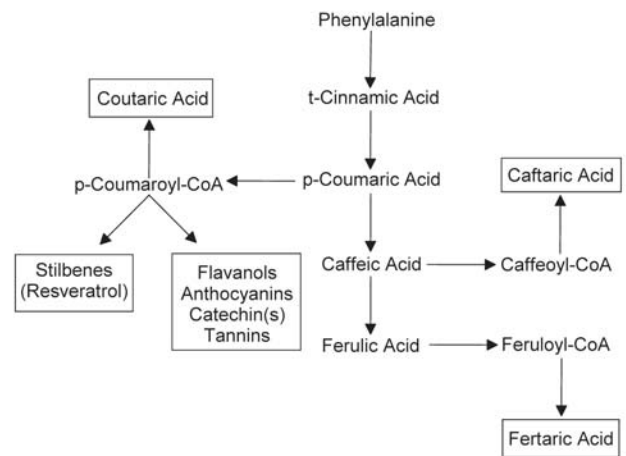 Phenylalanine
Coutaric Acid
t-Cinnamic Acid
p-Coumaroyl-CoA
p-Coumaric Acid
Caftaric Acid
Stilbenes
(Resveratrol)
Flavanols
Anthocyanins
Catechin(s)
Tannins
Caffeic Acid
Caffeoyl-CoA
Ferulic Acid
Feruloyl-CoA
Fertaric Acid